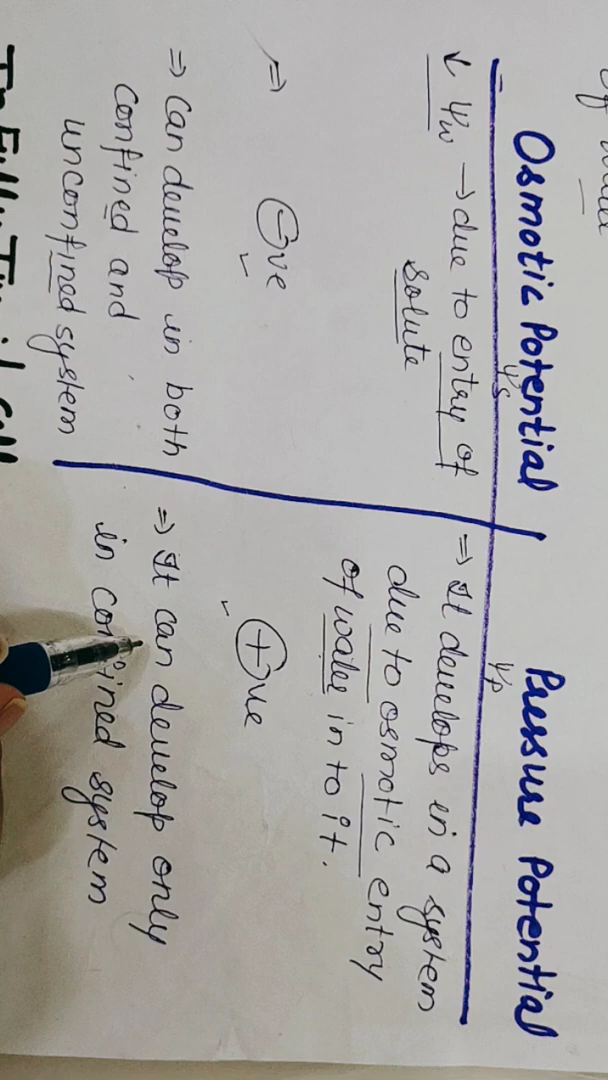 Osmotic Potential
Ψs
↓ Ψw → due to entry of
solute
⇒
⊖ve
⇒ Can develop in both
confined and
unconfined system
Pressure Potential
Ψp
⇒ It develops in a system
due to osmotic entry
of water in to it.
⊕ve
⇒ It can develop only
in confined system